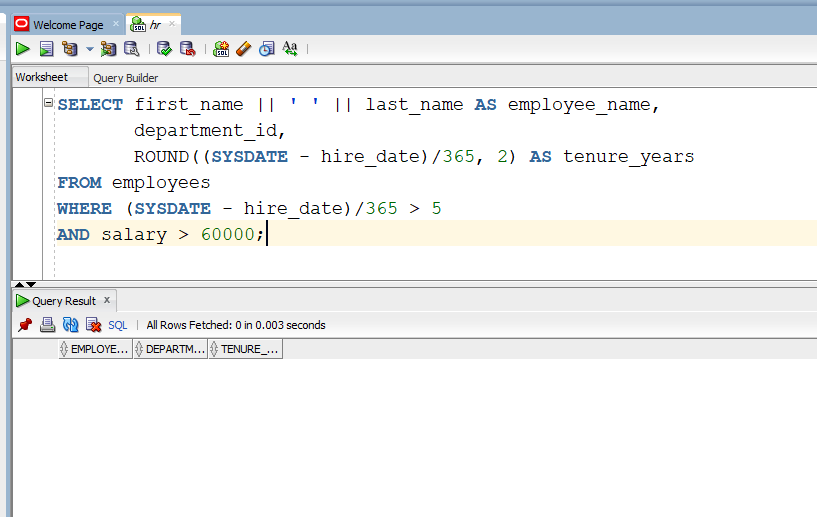 Welcome Page × hr ×
Worksheet Query Builder
SELECT first_name || ' ' || last_name AS employee_name,
department_id,
ROUND((SYSDATE - hire_date)/365, 2) AS tenure_years
FROM employees
WHERE (SYSDATE - hire_date)/365 > 5
AND salary > 60000;
Query Result x
SQL | All Rows Fetched: 0 in 0.003 seconds
EMPLOYE... DEPARTM... TENURE_...